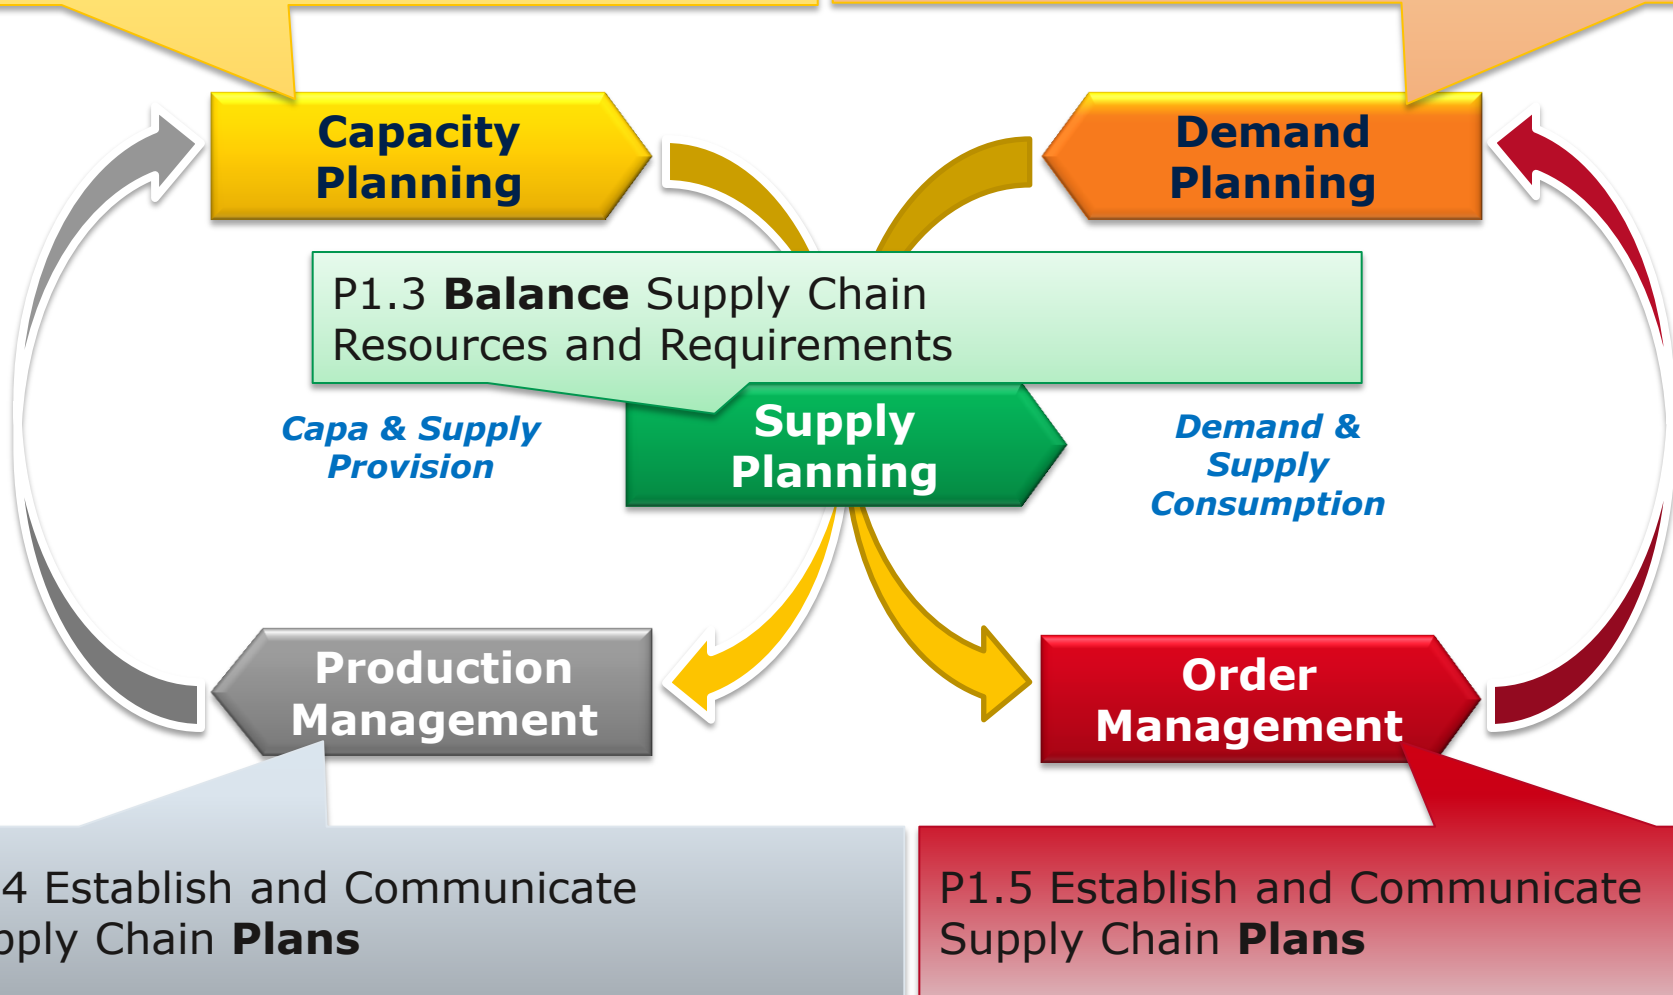 Capacity
Planning
Demand
Planning
P1.3 Balance Supply Chain
Resources and Requirements
Capa & Supply
Provision
Supply
Planning
Demand &
Supply
Consumption
Production
Management
Order
Management
4 Establish and Communicate
pply Chain Plans
P1.5 Establish and Communicate
Supply Chain Plans